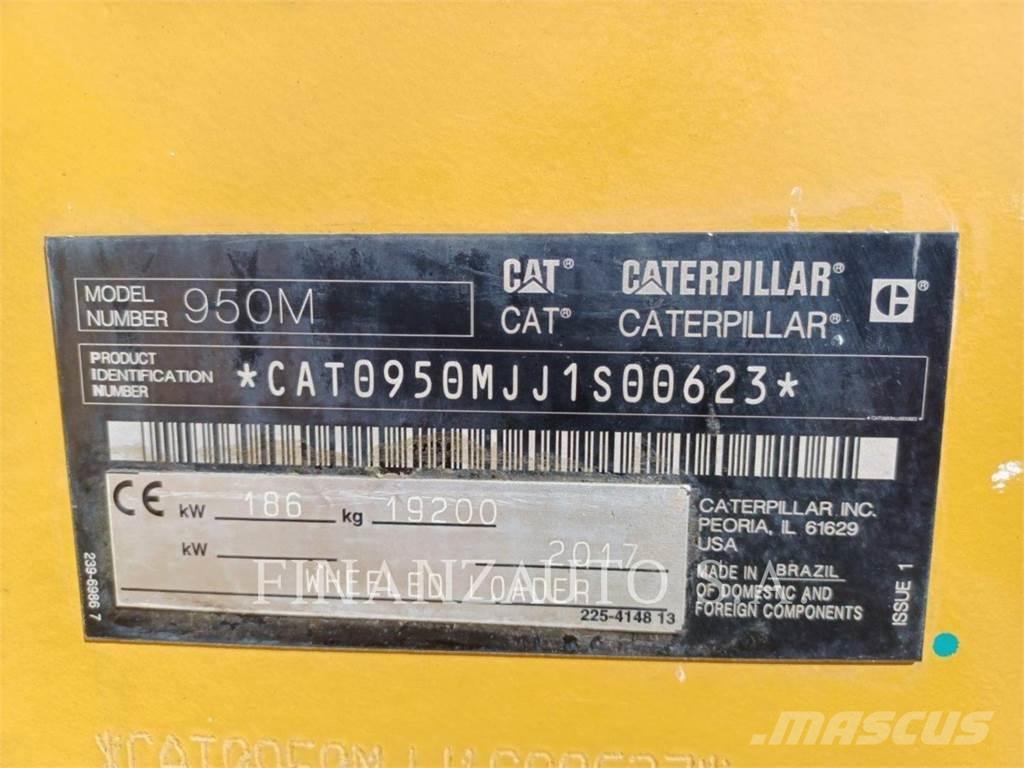 MODEL NUMBER 950M
CAT® CATERPILLAR®
CAT® CATERPILLAR®
PRODUCT IDENTIFICATION NUMBER *CAT0950MJJ1S00623*
CE kW 186 kg 19200
kW 2017
WHEELED LOADER
225-4148 13
239-6986 7
CATERPILLAR INC.
PEORIA, IL 61629
USA
MADE IN BRAZIL
OF DOMESTIC AND
FOREIGN COMPONENTS
ISSUE 1
FINANZAUTO S.A.
MASCUS